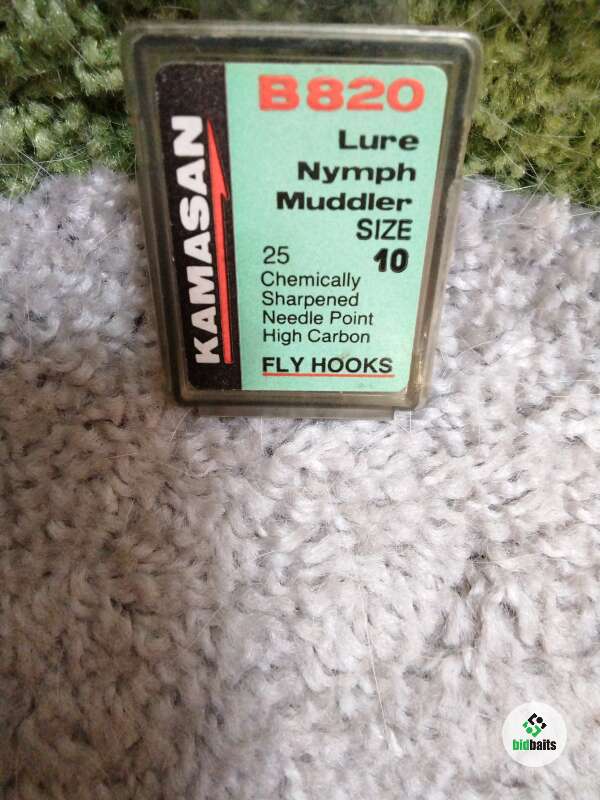 KAMASAN
B820
Lure
Nymph
Muddler
SIZE
10
25
Chemically
Sharpened
Needle Point
High Carbon
FLY HOOKS
bidbaits